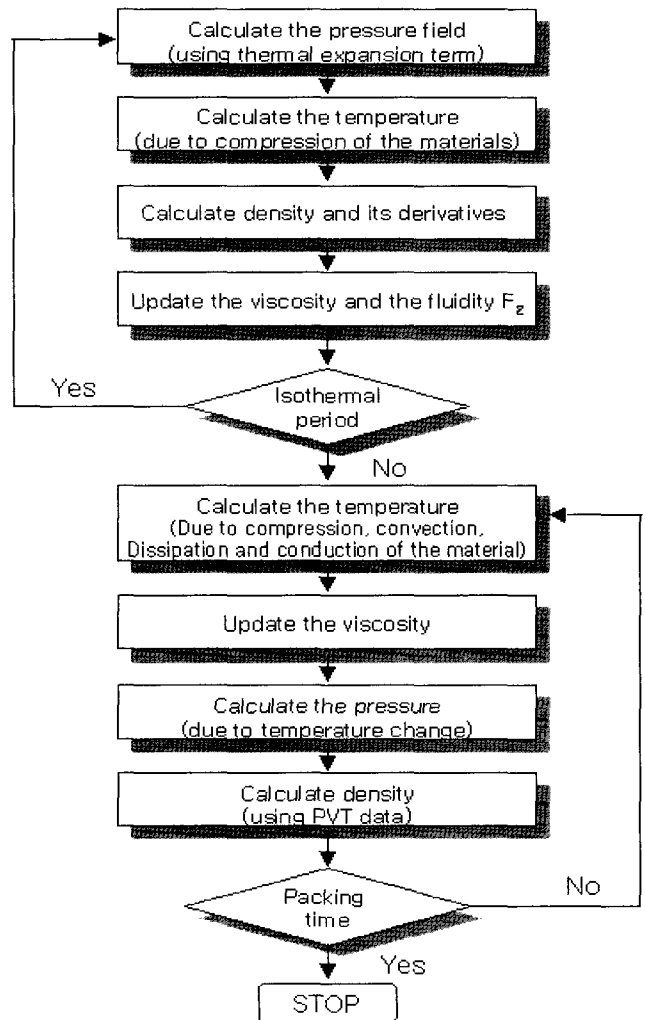 Calculate the pressure field
(using thermal expansion term)
Calculate the temperature
(due to compression of the materials)
Calculate density and its derivatives
Update the viscosity and the fluidity F₂
Yes
Isothermal
period
No
Calculate the temperature
(Due to compression, convection,
Dissipation and conduction of the material)
Update the viscosity
Calculate the pressure
(due to temperature change)
Calculate density
(using PVT data)
No
Packing
time
Yes
STOP